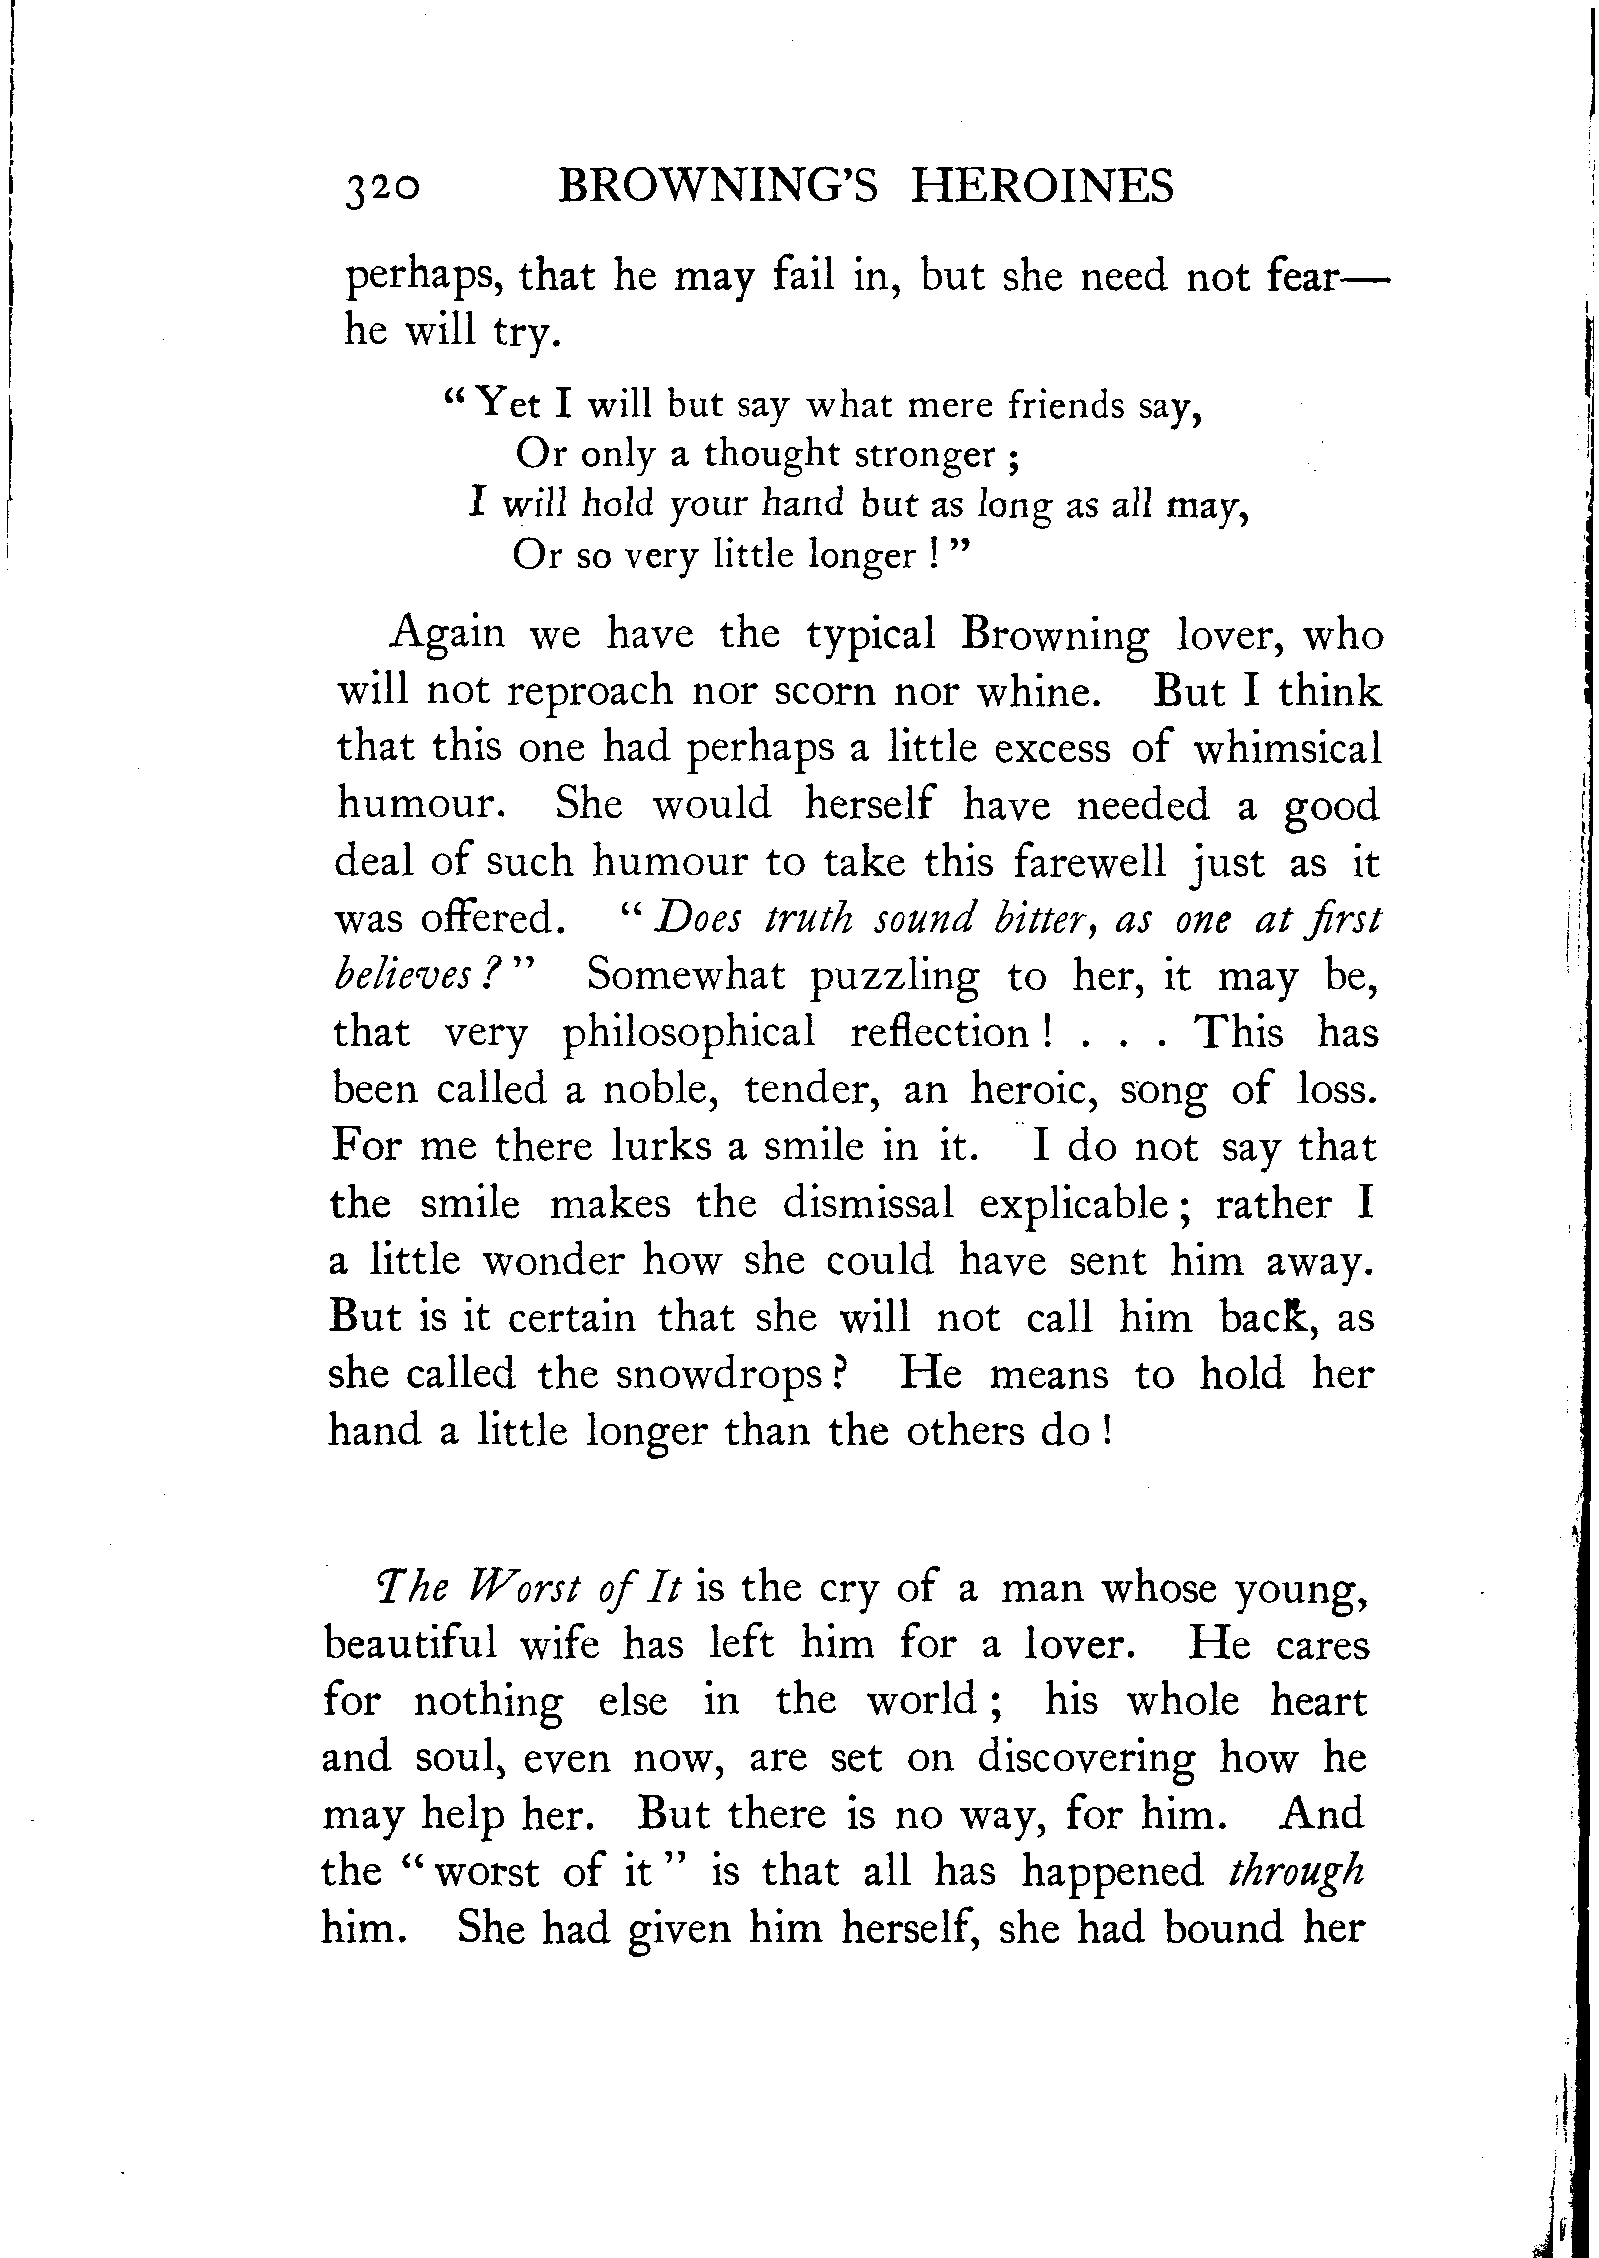 320 BROWNING'S HEROINES
perhaps, that he may fail in, but she need not fear—
he will try.
“Yet I will but say what mere friends say,
Or only a thought stronger ;
I will hold your hand but as long as all may,
Or so very little longer ! ”
Again we have the typical Browning lover, who
will not reproach nor scorn nor whine. But I think
that this one had perhaps a little excess of whimsical
humour. She would herself have needed a good
deal of such humour to take this farewell just as it
was offered. “ Does truth sound bitter, as one at first
believes ? ” Somewhat puzzling to her, it may be,
that very philosophical reflection ! . . . This has
been called a noble, tender, an heroic, song of loss.
For me there lurks a smile in it. I do not say that
the smile makes the dismissal explicable ; rather I
a little wonder how she could have sent him away.
But is it certain that she will not call him back, as
she called the snowdrops ? He means to hold her
hand a little longer than the others do !
The Worst of It is the cry of a man whose young,
beautiful wife has left him for a lover. He cares
for nothing else in the world ; his whole heart
and soul, even now, are set on discovering how he
may help her. But there is no way, for him. And
the “ worst of it ” is that all has happened through
him. She had given him herself, she had bound her